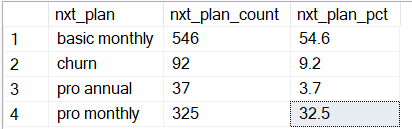 nxt_plan nxt_plan_count nxt_plan_pct
1 basic monthly 546 54.6
2 churn 92 9.2
3 pro annual 37 3.7
4 pro monthly 325 32.5